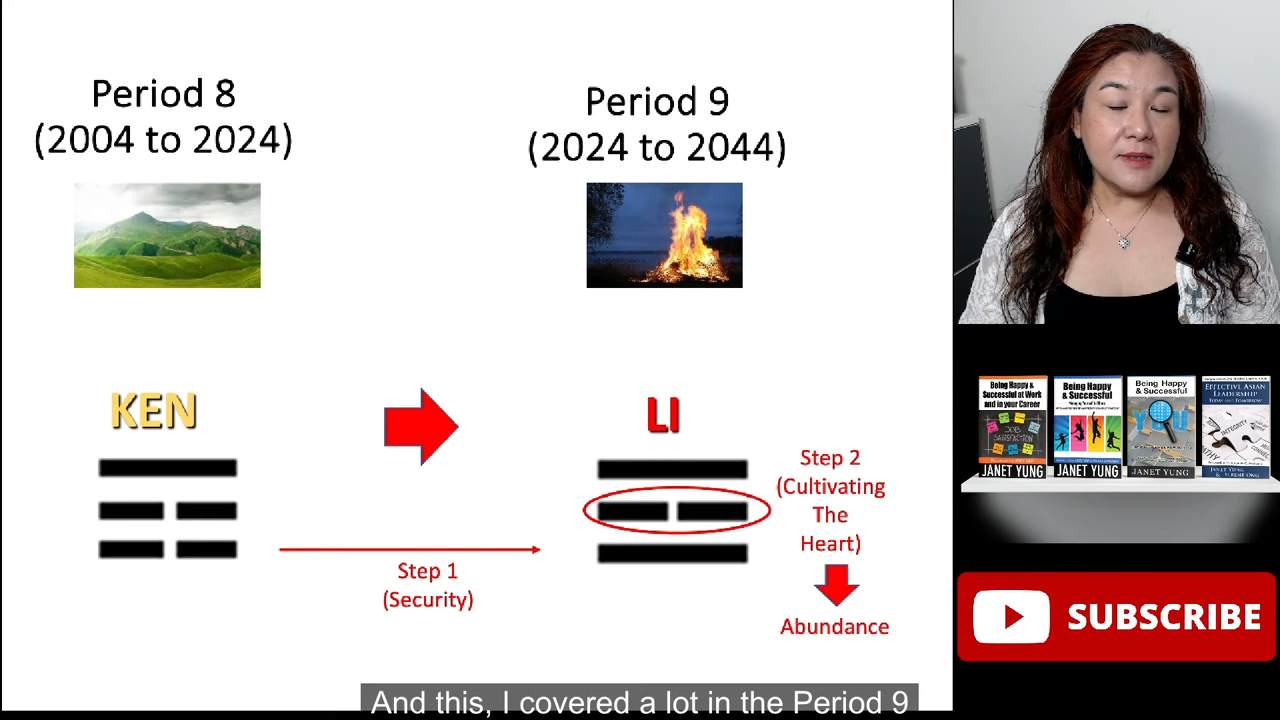 Period 8
(2004 to 2024)
Period 9
(2024 to 2044)
KEN
LI
Step 1
(Security)
Step 2
(Cultivating
The
Heart)
Abundance
Being Happy &
Successful at Work
and in your Career
JOB
SATISFACTION
JANET YUNG
Being Happy
& Successful
JANET YUNG
Being Happy &
Successful
YOU
JANET YUNG
EFFECTIVE ASIAN
LEADERSHIP
INTEGRITY
JANET YUNG
SUBSCRIBE
And this, I covered a lot in the Period 9